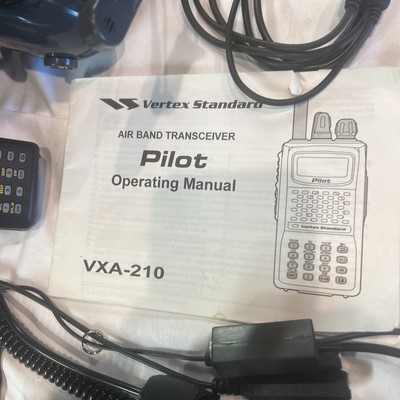 Vertex Standard
AIR BAND TRANSCEIVER
Pilot
Operating Manual
VXA-210
Pilot
Vertex Standard